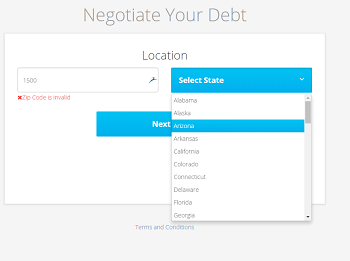 Negotiate Your Debt
Location
1500
Select State
Zip Code is invalid
Alabama
Alaska
Arizona
Arkansas
California
Colorado
Connecticut
Delaware
Florida
Georgia
Next
Terms and Conditions